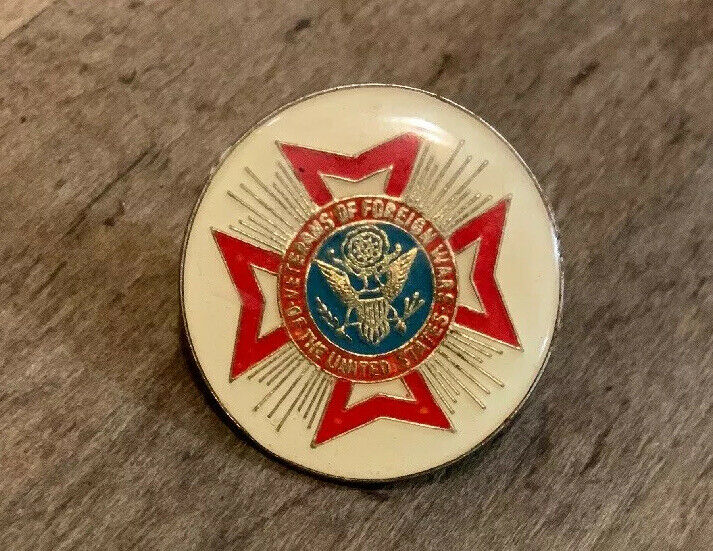 VETERANS OF FOREIGN WARS
OF THE UNITED STATES